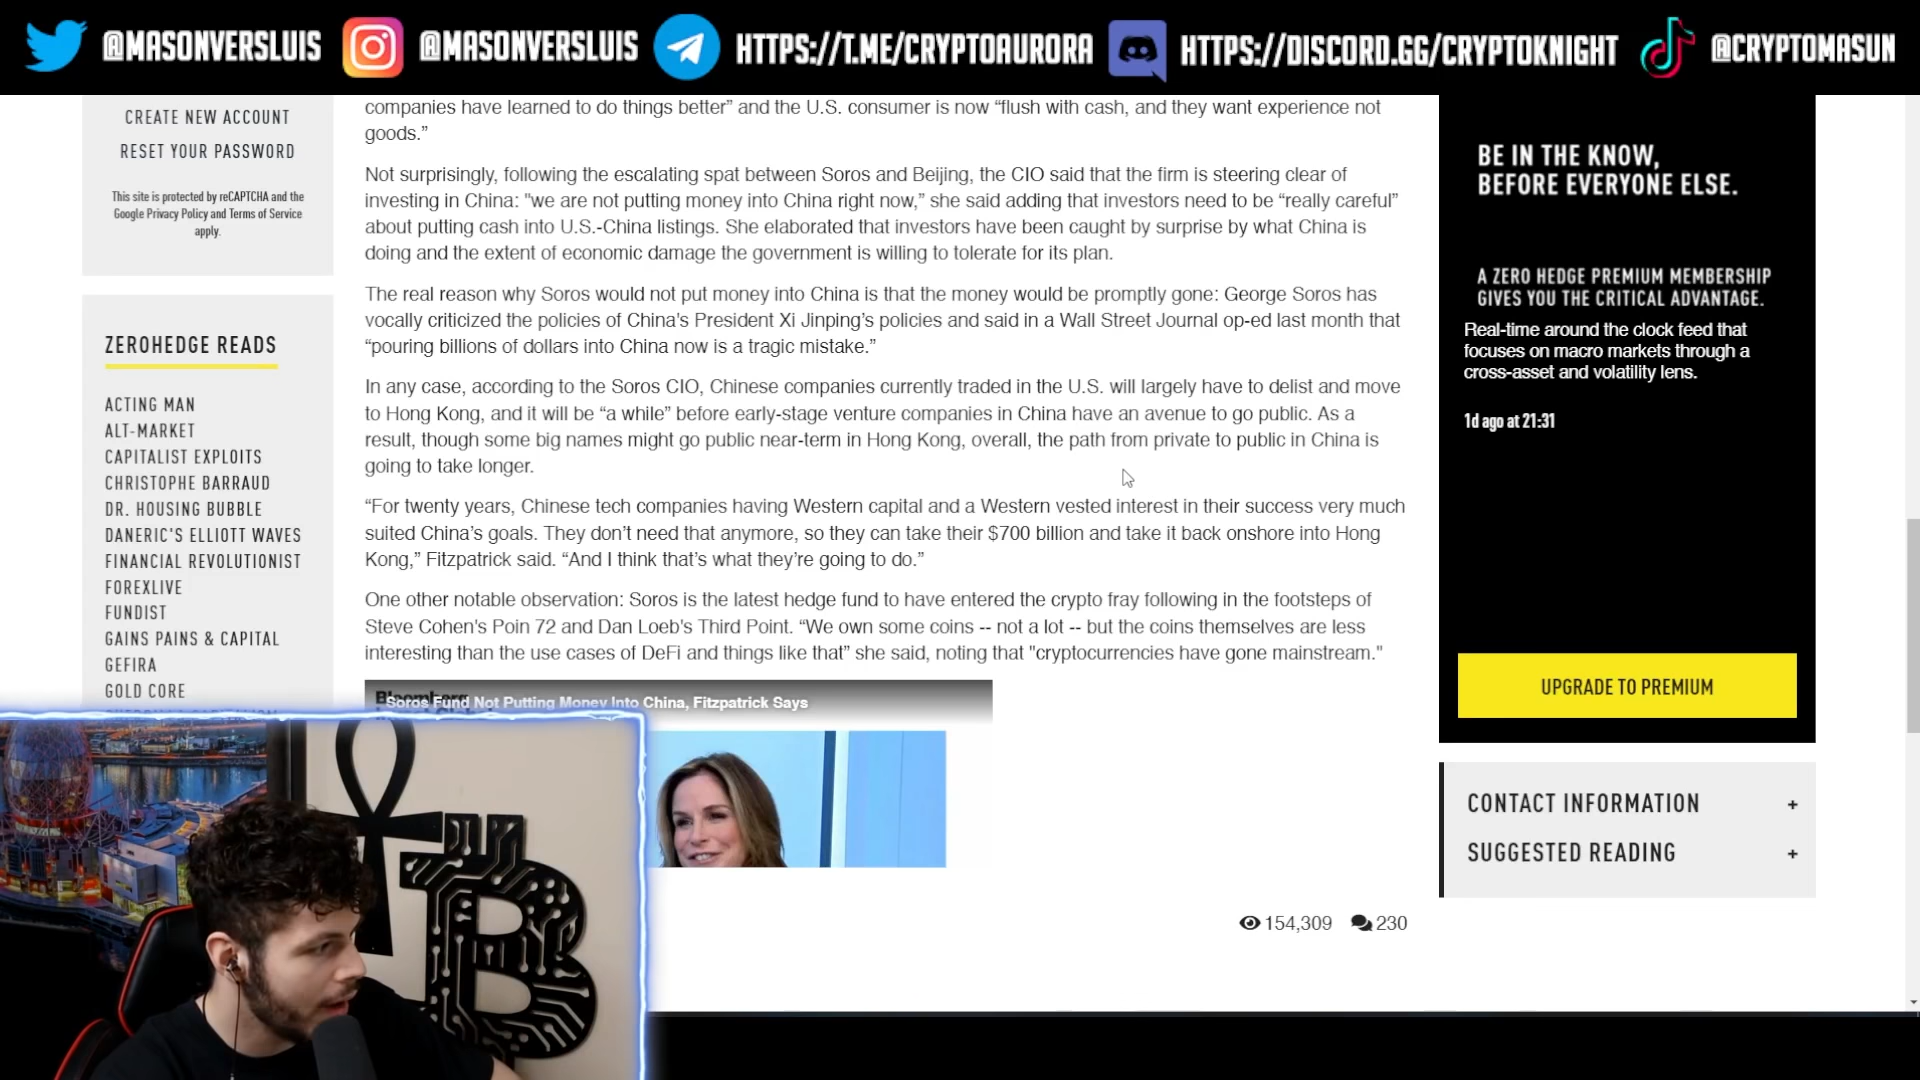 @MASONVERSLUIS @MASONVERSLUIS HTTPS://T.ME/CRYPTOAURORA HTTPS://DISCORD.GG/CRYPTOKNIGHT @CRYPTOMASUN
CREATE NEW ACCOUNT
RESET YOUR PASSWORD
This site is protected by reCAPTCHA and the
Google Privacy Policy and Terms of Service
apply.
ZEROHEDGE READS
ACTING MAN
ALT-MARKET
CAPITALIST EXPLOITS
CHRISTOPHE BARRAUD
DR. HOUSING BUBBLE
DANERIC'S ELLIOTT WAVES
FINANCIAL REVOLUTIONIST
FOREXLIVE
FUNDIST
GAINS PAINS & CAPITAL
GEFIRA
GOLD CORE
companies have learned to do things better” and the U.S. consumer is now “flush with cash, and they want experience not
goods.”
Not surprisingly, following the escalating spat between Soros and Beijing, the CIO said that the firm is steering clear of
investing in China: "we are not putting money into China right now,” she said adding that investors need to be “really careful”
about putting cash into U.S.-China listings. She elaborated that investors have been caught by surprise by what China is
doing and the extent of economic damage the government is willing to tolerate for its plan.
The real reason why Soros would not put money into China is that the money would be promptly gone: George Soros has
vocally criticized the policies of China's President Xi Jinping’s policies and said in a Wall Street Journal op-ed last month that
“pouring billions of dollars into China now is a tragic mistake.”
In any case, according to the Soros CIO, Chinese companies currently traded in the U.S. will largely have to delist and move
to Hong Kong, and it will be “a while” before early-stage venture companies in China have an avenue to go public. As a
result, though some big names might go public near-term in Hong Kong, overall, the path from private to public in China is
going to take longer.
“For twenty years, Chinese tech companies having Western capital and a Western vested interest in their success very much
suited China’s goals. They don’t need that anymore, so they can take their $700 billion and take it back onshore into Hong
Kong,” Fitzpatrick said. “And I think that’s what they’re going to do.”
One other notable observation: Soros is the latest hedge fund to have entered the crypto fray following in the footsteps of
Steve Cohen's Poin 72 and Dan Loeb's Third Point. “We own some coins -- not a lot -- but the coins themselves are less
interesting than the use cases of DeFi and things like that” she said, noting that "cryptocurrencies have gone mainstream."
Bloomberg
Soros Fund Not Putting Money Into China, Fitzpatrick Says
154,309 230
BE IN THE KNOW,
BEFORE EVERYONE ELSE.
A ZERO HEDGE PREMIUM MEMBERSHIP
GIVES YOU THE CRITICAL ADVANTAGE.
Real-time around the clock feed that
focuses on macro markets through a
cross-asset and volatility lens.
1d ago at 21:31
UPGRADE TO PREMIUM
CONTACT INFORMATION +
SUGGESTED READING +